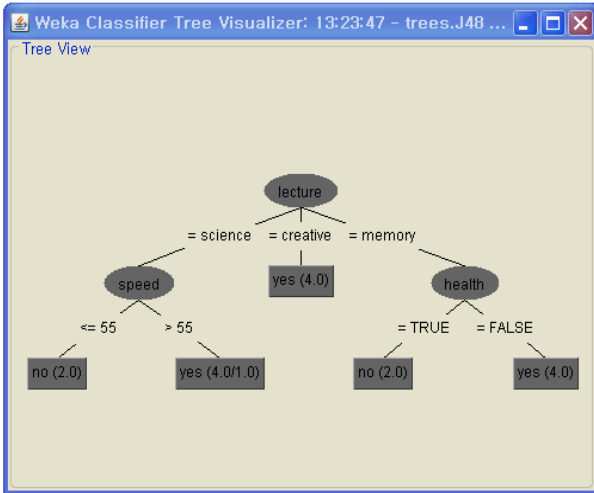 Weka Classifier Tree Visualizer: 13:23:47 - trees.J48 ...
Tree View
lecture
= science = creative = memory
speed yes (4.0) health
<= 55 > 55 = TRUE = FALSE
no (2.0) yes (4.0/1.0) no (2.0) yes (4.0)